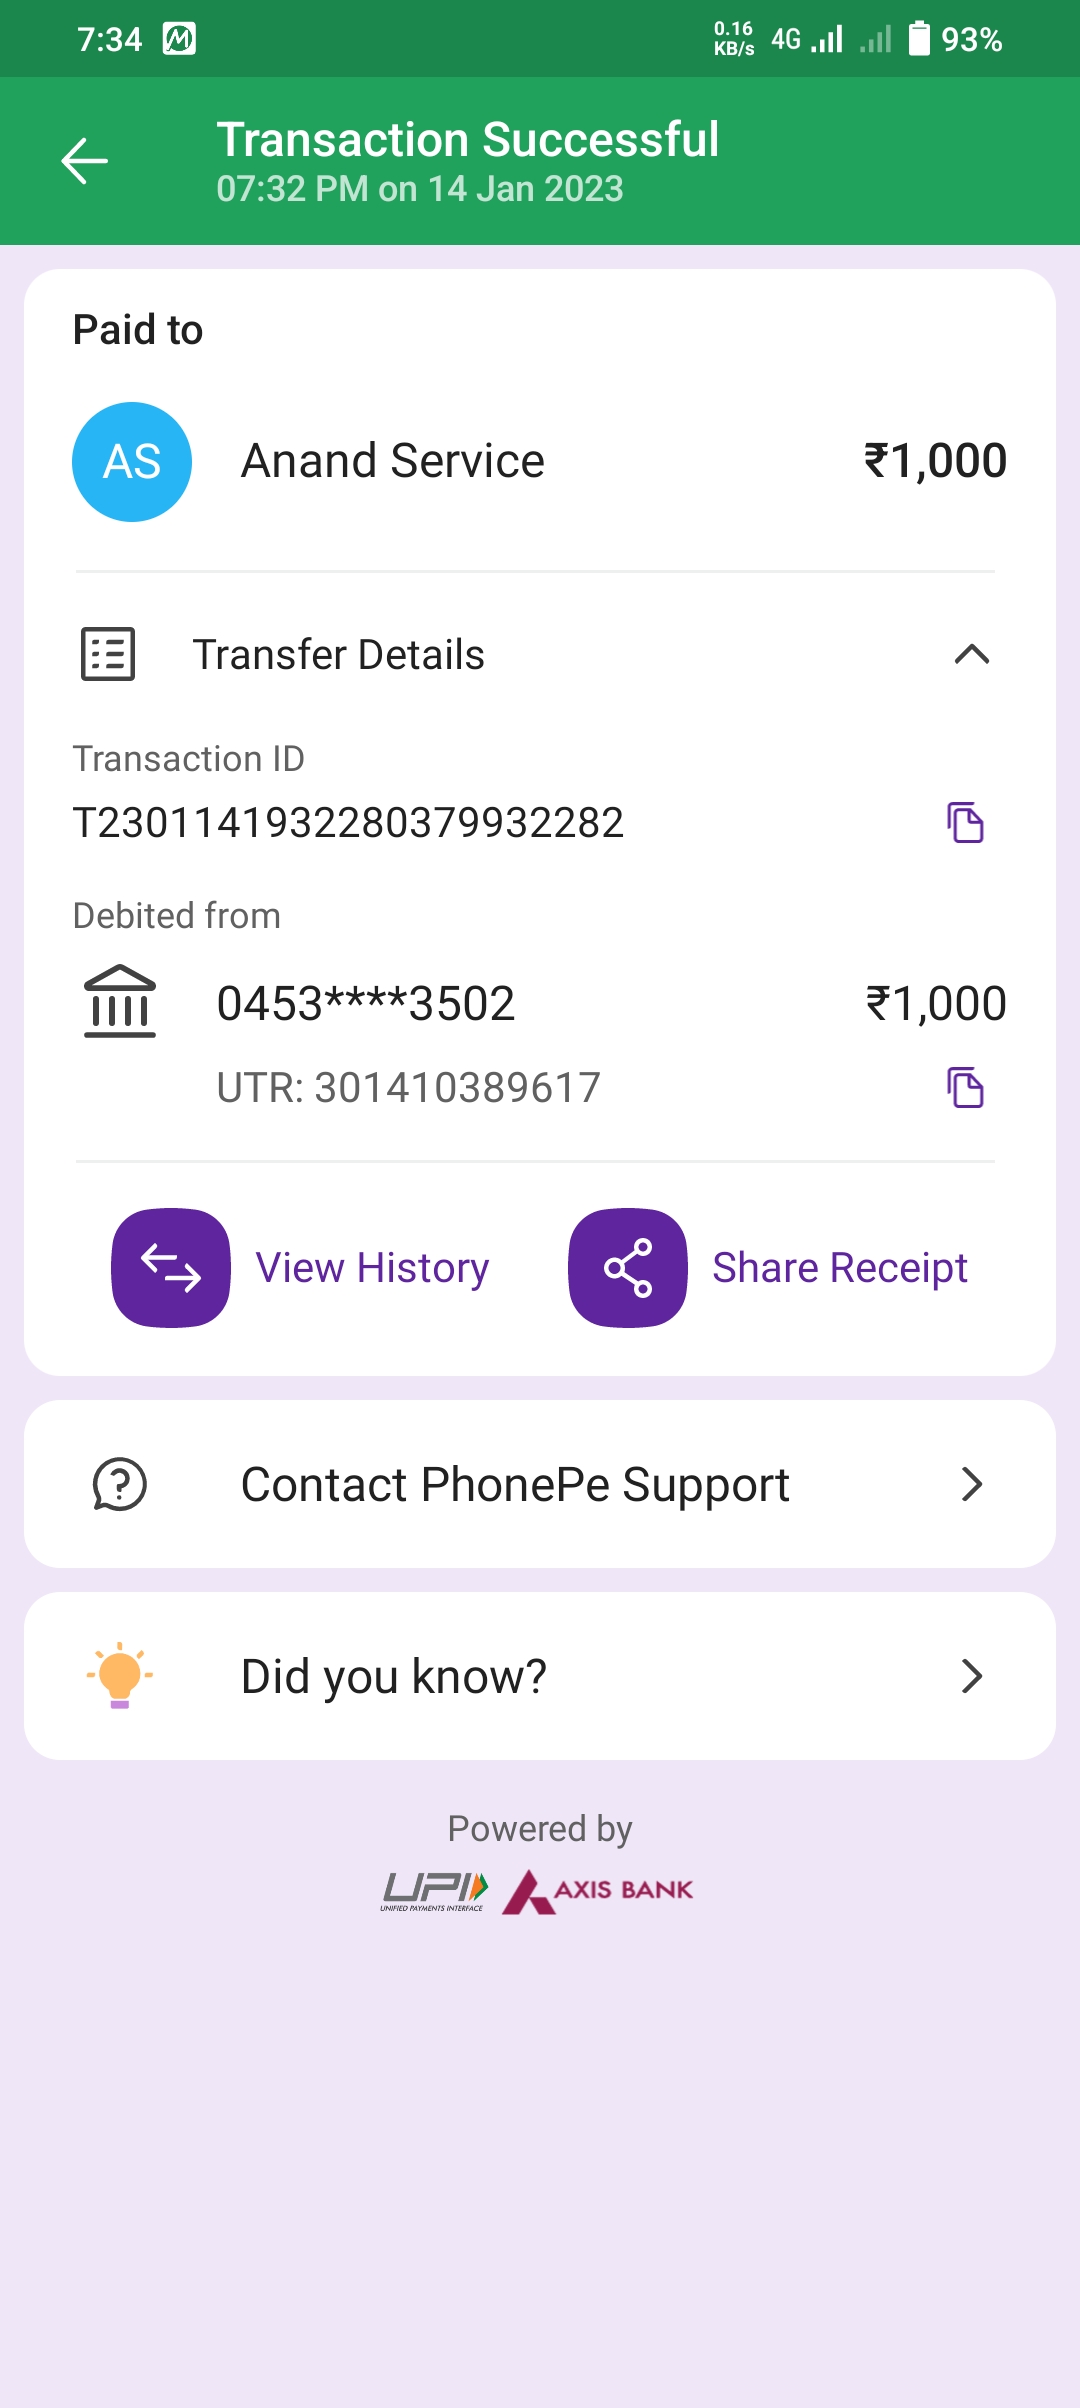 7:34
0.16 KB/s 4G 93%
Transaction Successful
07:32 PM on 14 Jan 2023
Paid to
AS Anand Service ₹1,000
Transfer Details
Transaction ID
T2301141932280379932282
Debited from
0453****3502 ₹1,000
UTR: 301410389617
View History Share Receipt
Contact PhonePe Support
Did you know?
Powered by
UPI AXIS BANK
UNIFIED PAYMENTS INTERFACE